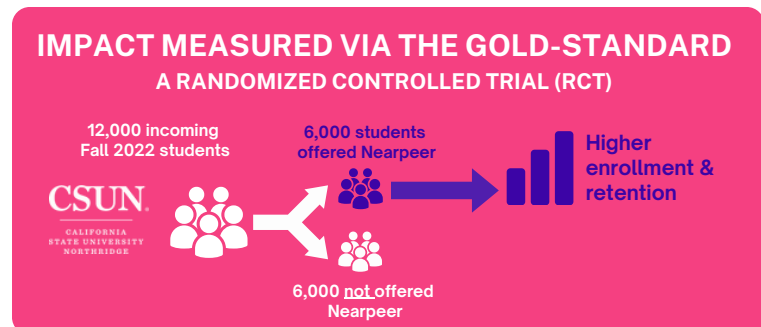 IMPACT MEASURED VIA THE GOLD-STANDARD
A RANDOMIZED CONTROLLED TRIAL (RCT)
12,000 incoming
Fall 2022 students
CSUN.
CALIFORNIA
STATE UNIVERSITY
NORTHRIDGE
6,000 students
offered Nearpeer
6,000 not offered
Nearpeer
Higher
enrollment &
retention